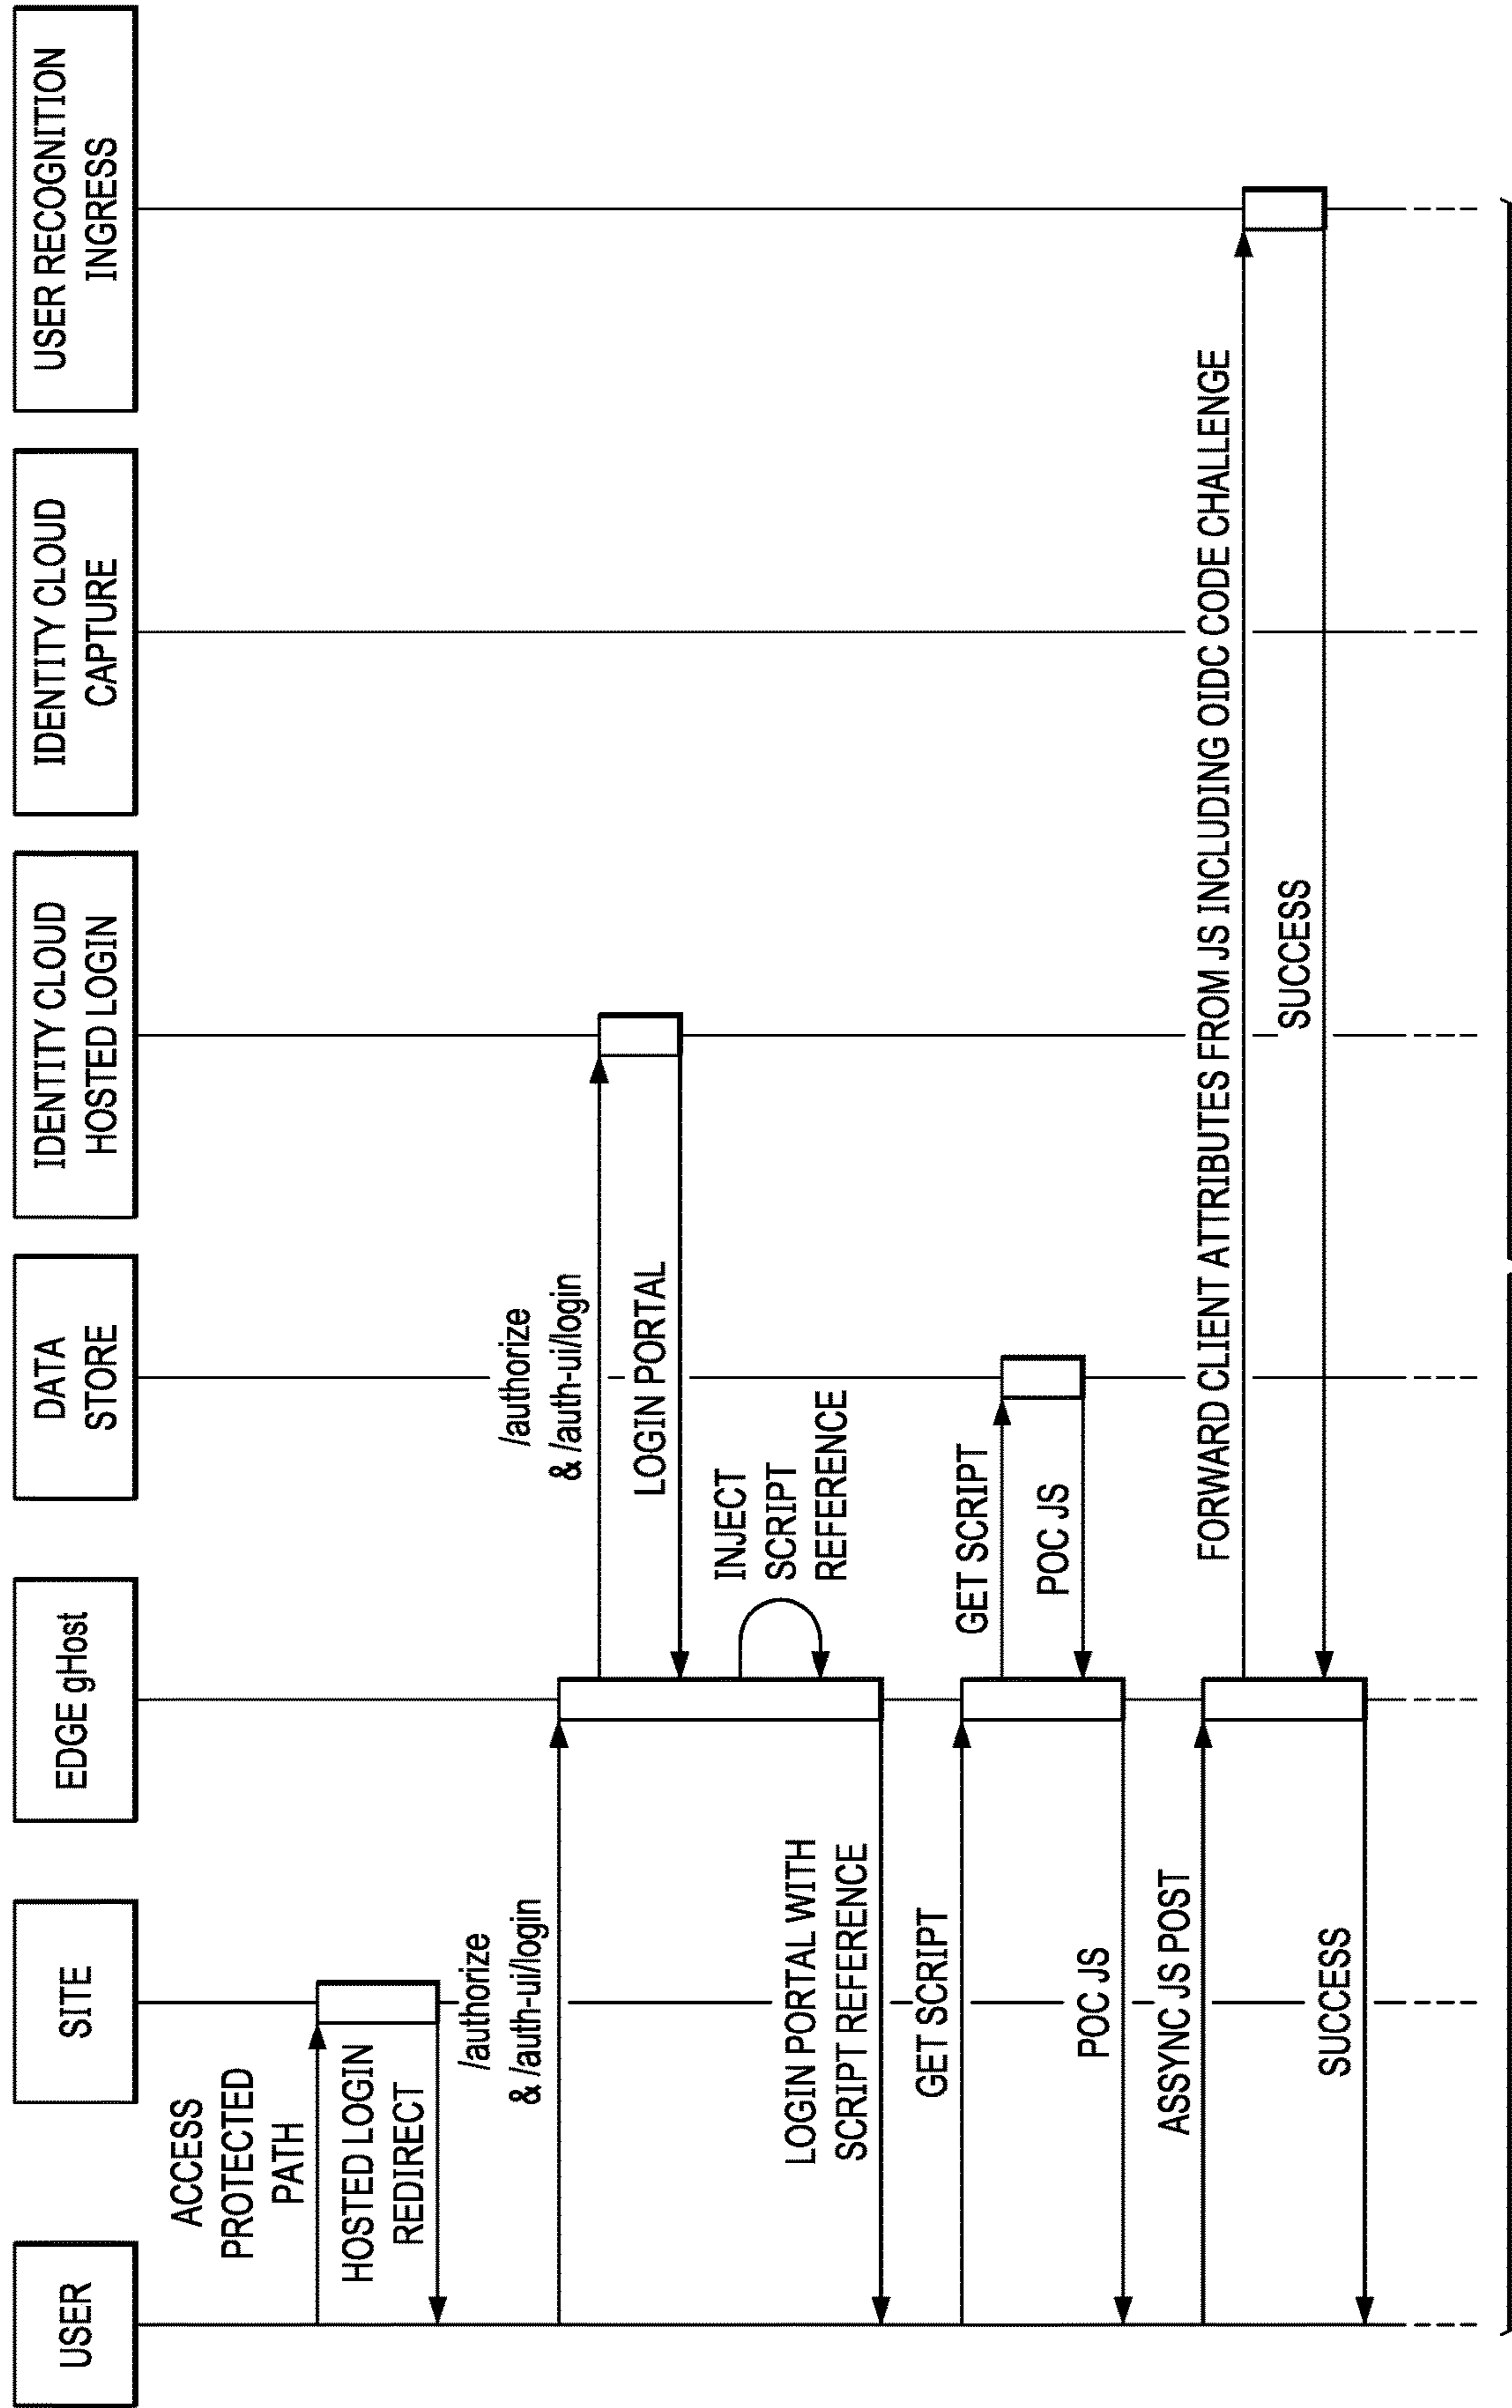 USER
SITE
EDGE gHost
DATA
STORE
IDENTITY CLOUD
HOSTED LOGIN
IDENTITY CLOUD
CAPTURE
USER RECOGNITION
INGRESS
ACCESS
PROTECTED
PATH
HOSTED LOGIN
REDIRECT
/authorize
& /auth-ui/login
/authorize
& /auth-ui/login
LOGIN PORTAL
INJECT
SCRIPT
REFERENCE
LOGIN PORTAL WITH
SCRIPT REFERENCE
GET SCRIPT
GET SCRIPT
POC JS
POC JS
ASSYNC JS POST
FORWARD CLIENT ATTRIBUTES FROM JS INCLUDING OIDC CODE CHALLENGE
SUCCESS
SUCCESS